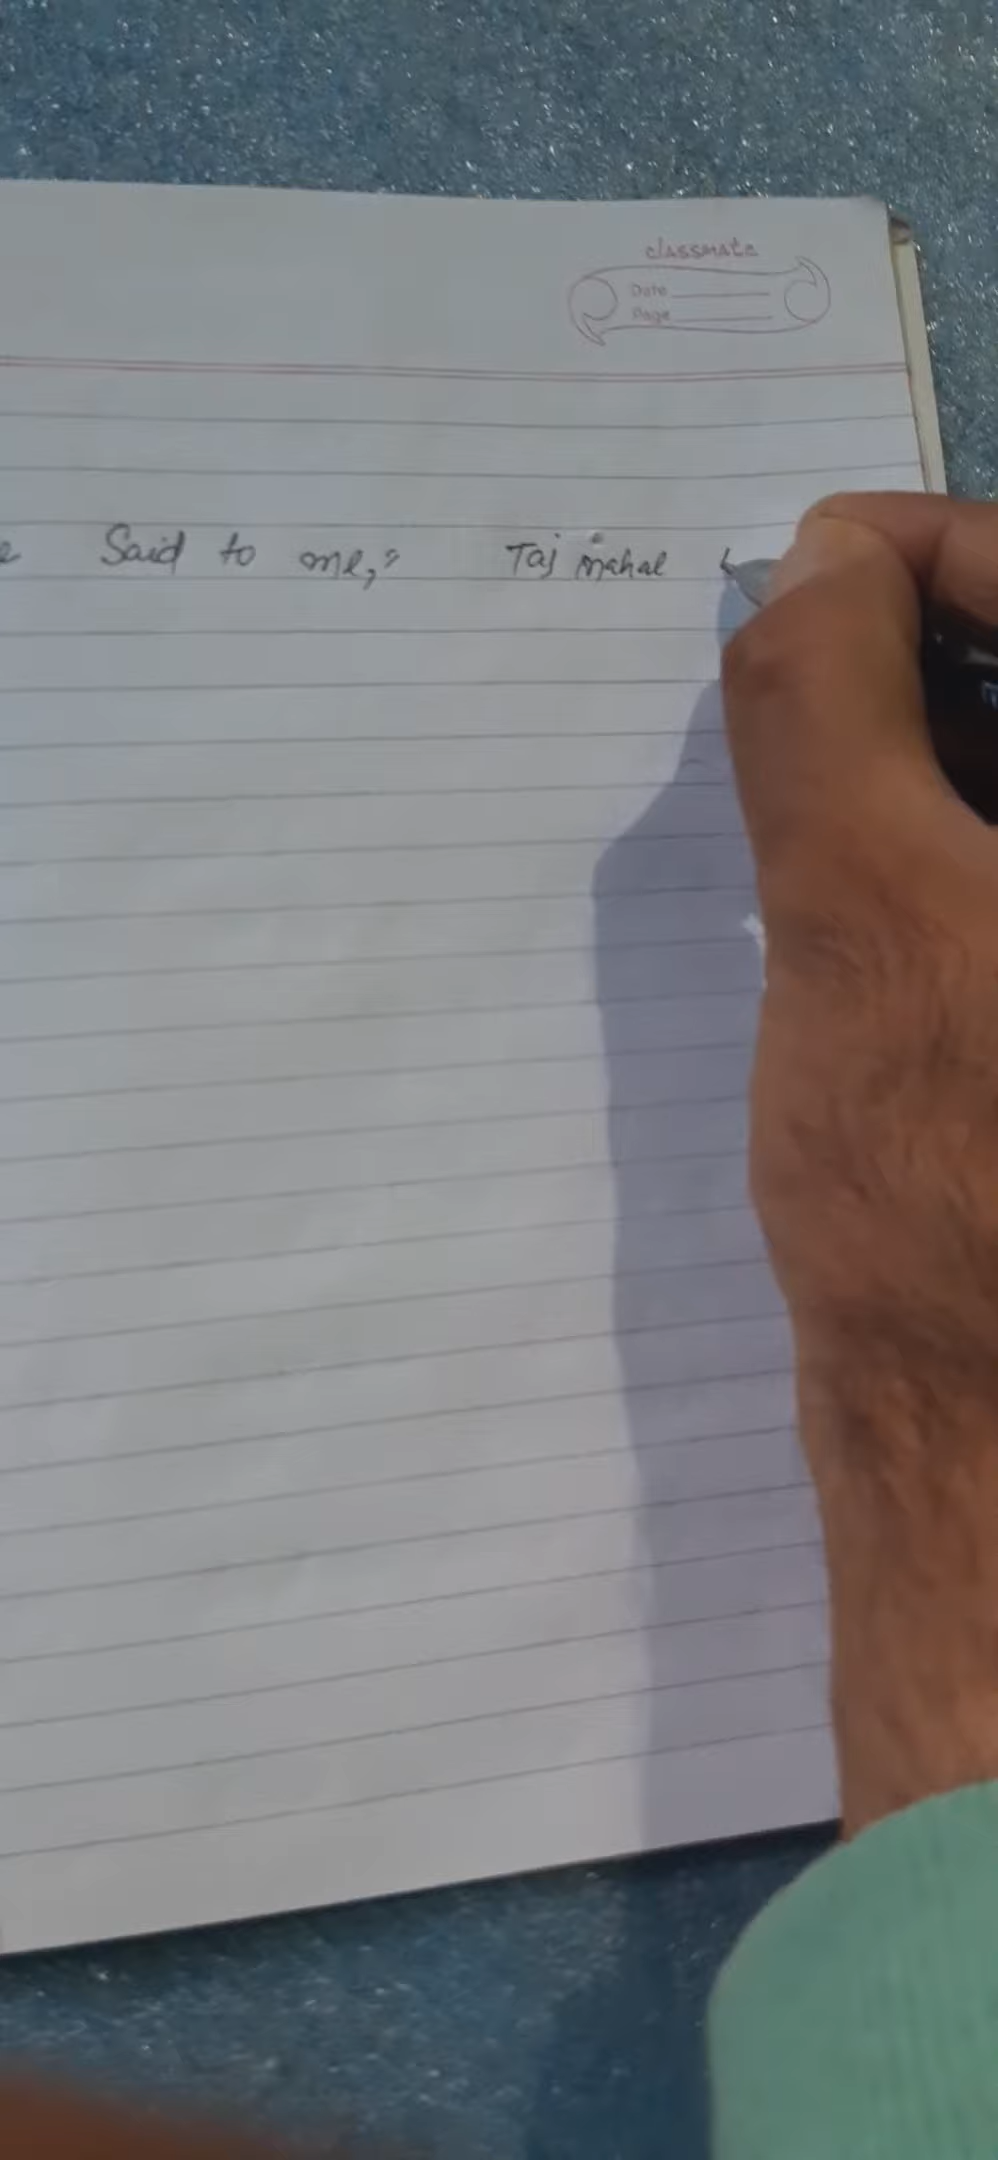 classmate
Date
Page
Said to me," Taj mahal